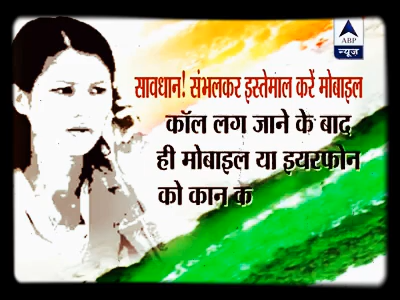 ABP
न्यूज़
सावधान! संभलकर इस्तेमाल करें मोबाइल
कॉल लग जाने के बाद
ही मोबाइल या इयरफोन
को कान क